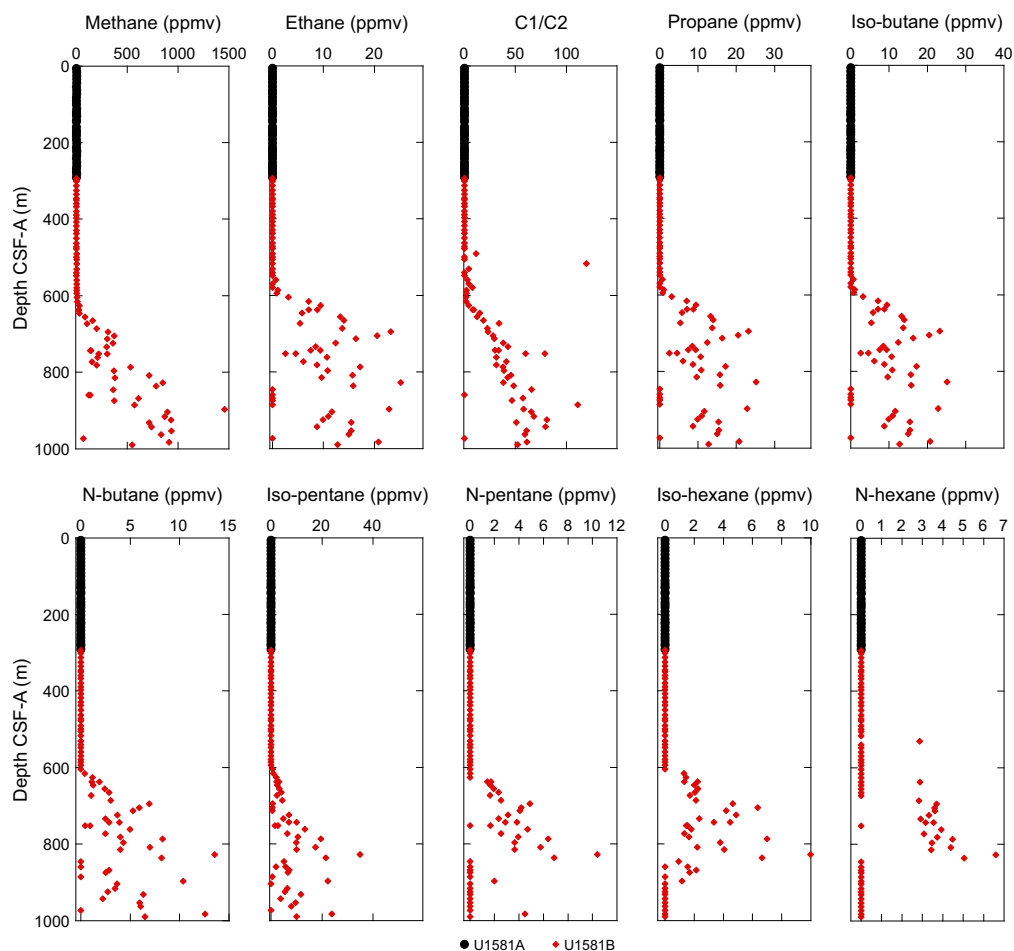 Methane (ppmv) Ethane (ppmv) C1/C2 Propane (ppmv) Iso-butane (ppmv)
0 500 1000 1500 0 10 20 0 50 100 0 10 20 30 0 10 20 30 40
0
200
400
600
800
1000
Depth CSF-A (m)
N-butane (ppmv) Iso-pentane (ppmv) N-pentane (ppmv) Iso-hexane (ppmv) N-hexane (ppmv)
0 5 10 15 0 20 40 0 2 4 6 8 10 12 0 2 4 6 8 10 0 1 2 3 4 5 6 7
0
200
400
600
800
1000
Depth CSF-A (m)
U1581A U1581B